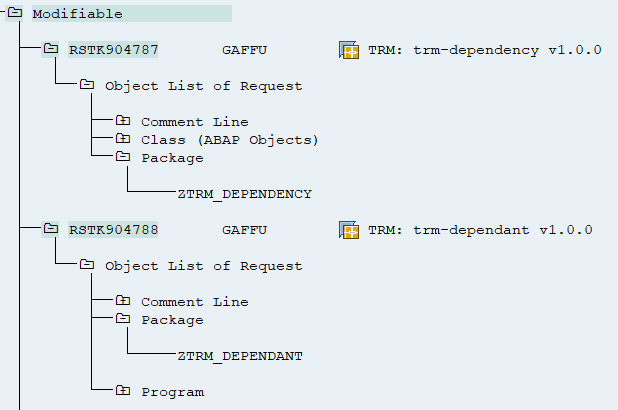 Modifiable
RSTK904787 GAFFU TRM: trm-dependency v1.0.0
Object List of Request
Comment Line
Class (ABAP Objects)
Package
ZTRM_DEPENDENCY
RSTK904788 GAFFU TRM: trm-dependant v1.0.0
Object List of Request
Comment Line
Package
ZTRM_DEPENDANT
Program